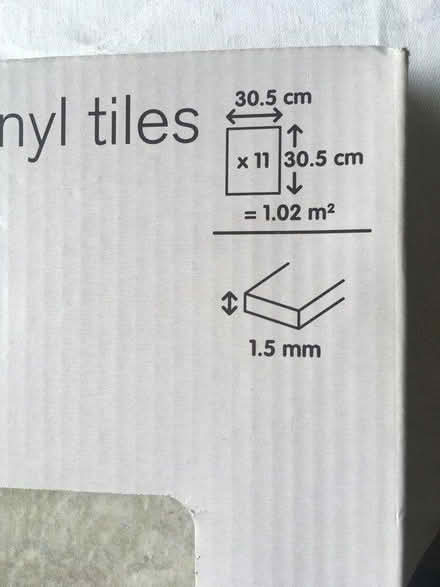 nyl tiles
30.5 cm
x 11 30.5 cm
= 1.02 m²
1.5 mm